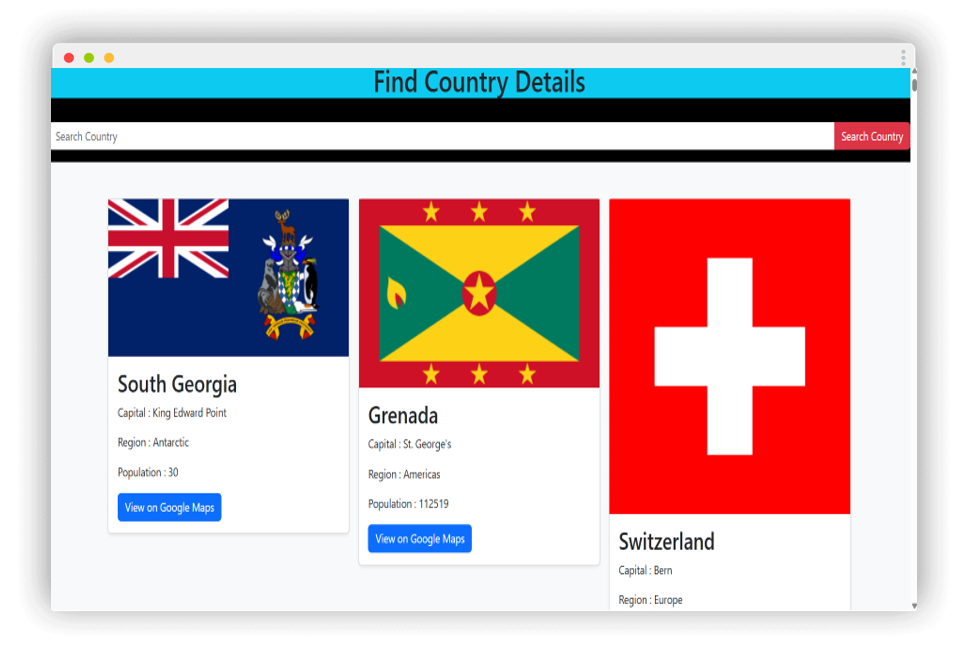 Find Country Details
Search Country
Search Country
South Georgia
Capital : King Edward Point
Region : Antarctic
Population : 30
View on Google Maps
Grenada
Capital : St. George's
Region : Americas
Population : 112519
View on Google Maps
Switzerland
Capital : Bern
Region : Europe